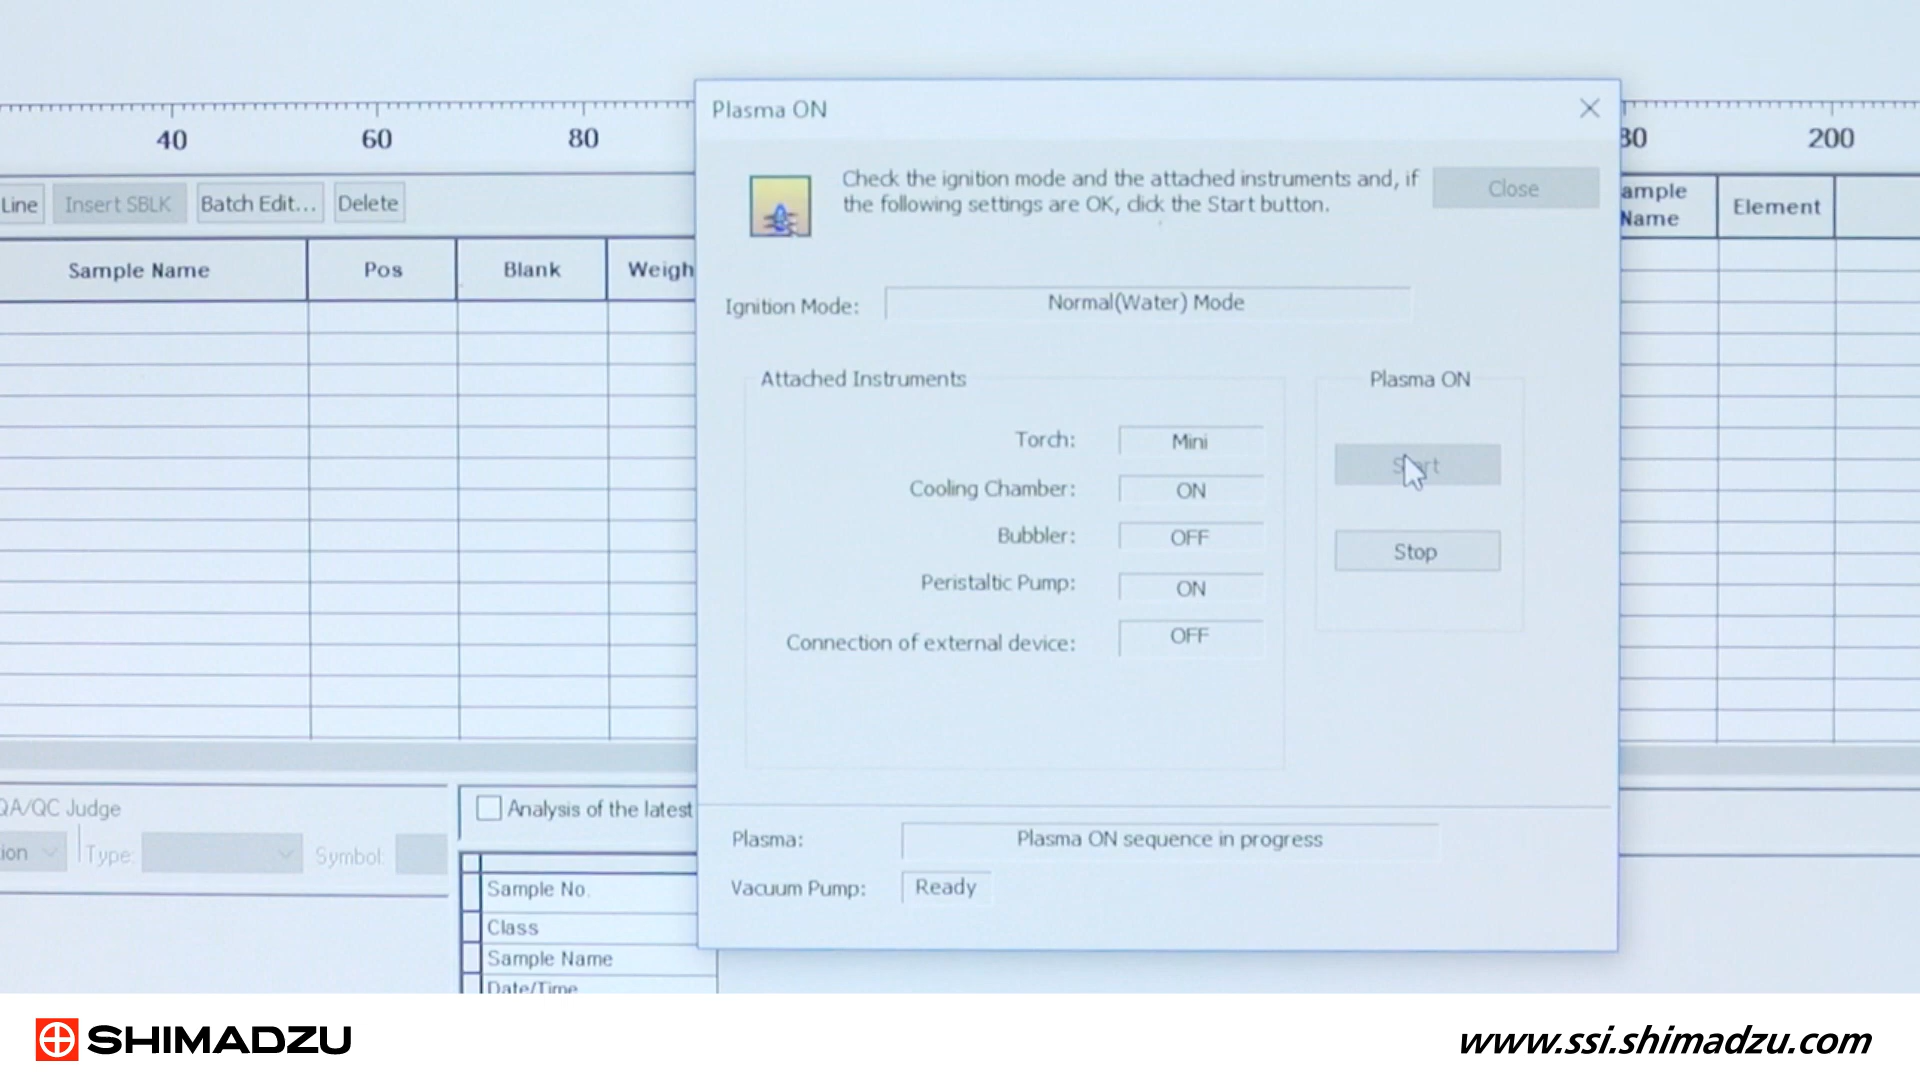 Plasma ON
40 60 80
200
Check the ignition mode and the attached instruments and, if
the following settings are OK, click the Start button.
Close
Line Insert SBLK Batch Edit... Delete
ample
Name
Element
Sample Name Pos Blank Weigh
Ignition Mode: Normal(Water) Mode
Attached Instruments
Torch: Mini
Cooling Chamber: ON
Bubbler: OFF
Peristaltic Pump: ON
Connection of external device: OFF
Plasma ON
Start
Stop
QA/QC Judge
ion Type: Symbol:
Analysis of the latest
Sample No.
Class
Sample Name
Date/Time
Plasma: Plasma ON sequence in progress
Vacuum Pump: Ready
SHIMADZU
www.ssi.shimadzu.com